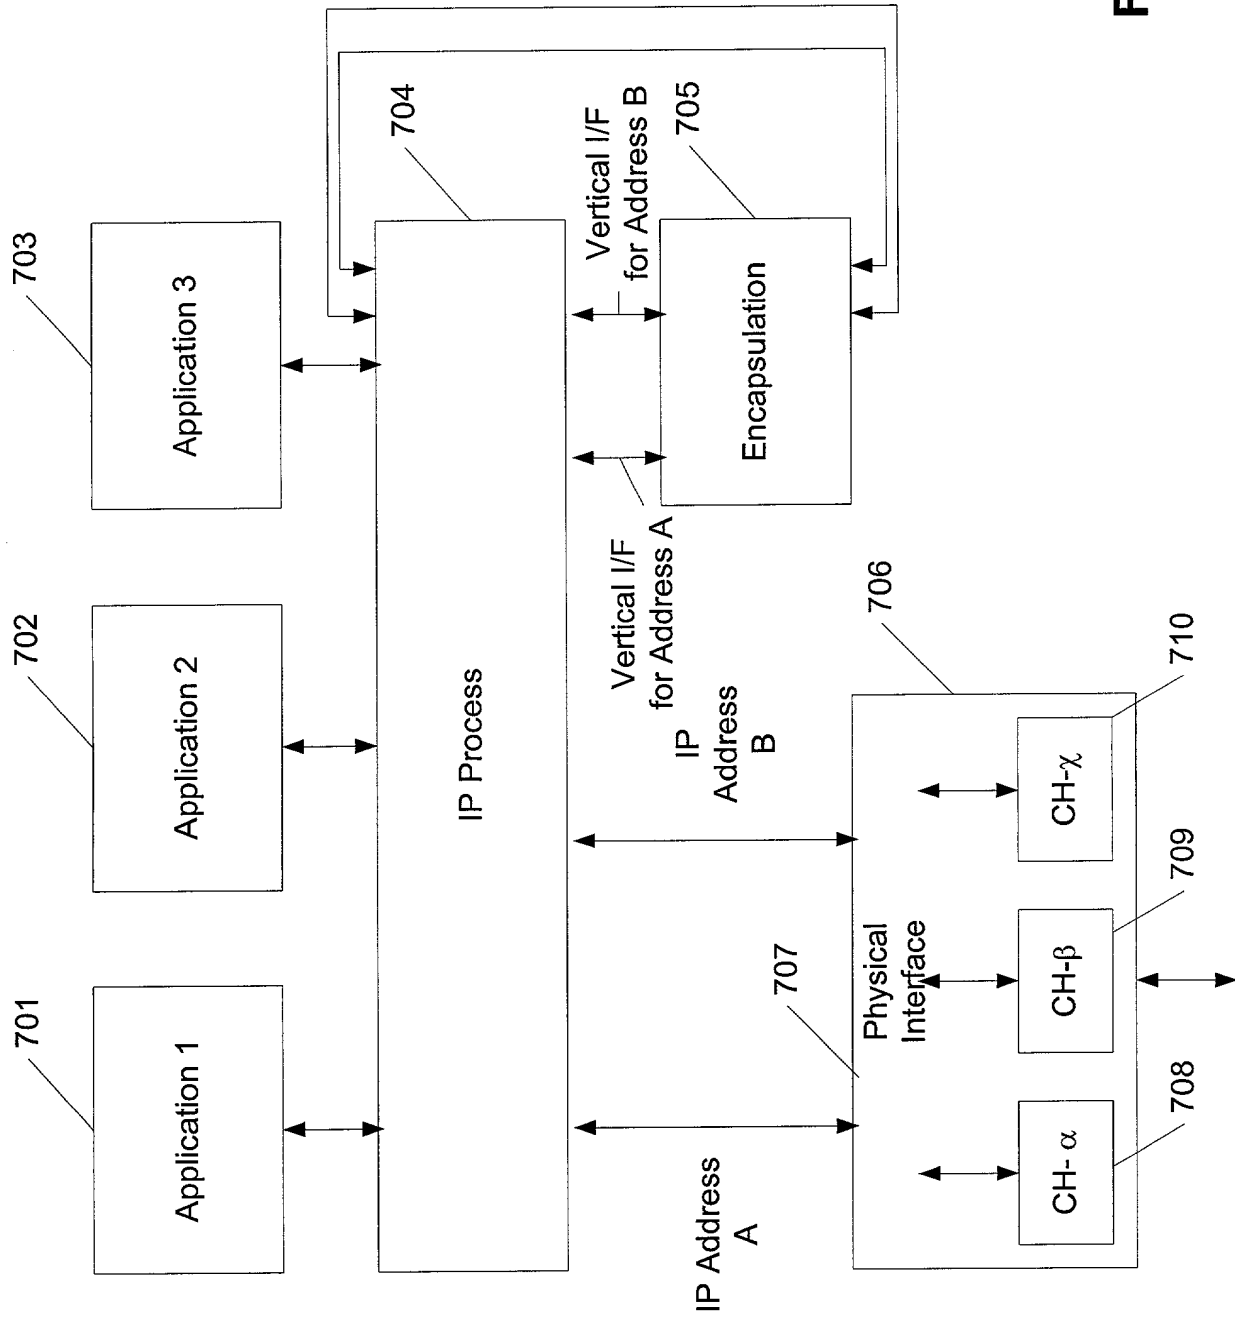 701
Application 1
702
Application 2
703
Application 3
704
IP Process
IP Address
A
IP
Address
B
Vertical I/F
for Address A
Vertical I/F
for Address B
705
Encapsulation
706
707
Physical
Interface
CH- α
708
CH-β
709
CH-χ
710
F